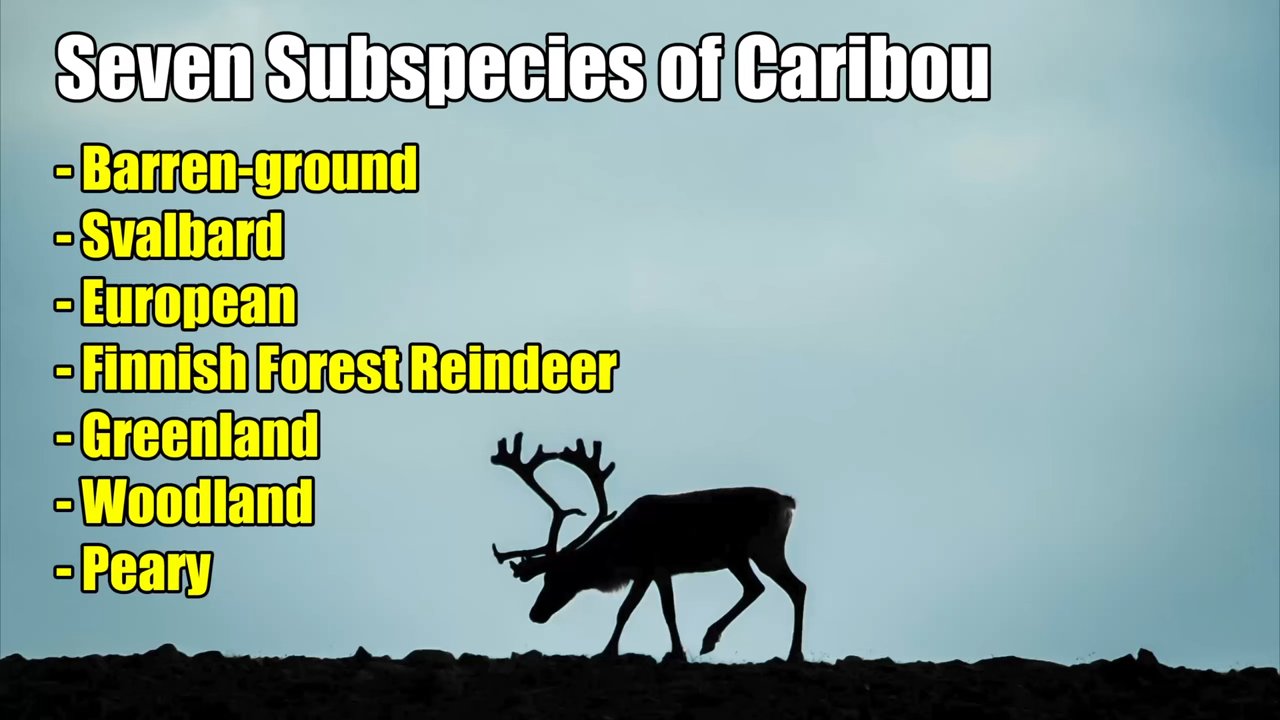 Seven Subspecies of Caribou
- Barren-ground
- Svalbard
- European
- Finnish Forest Reindeer
- Greenland
- Woodland
- Peary